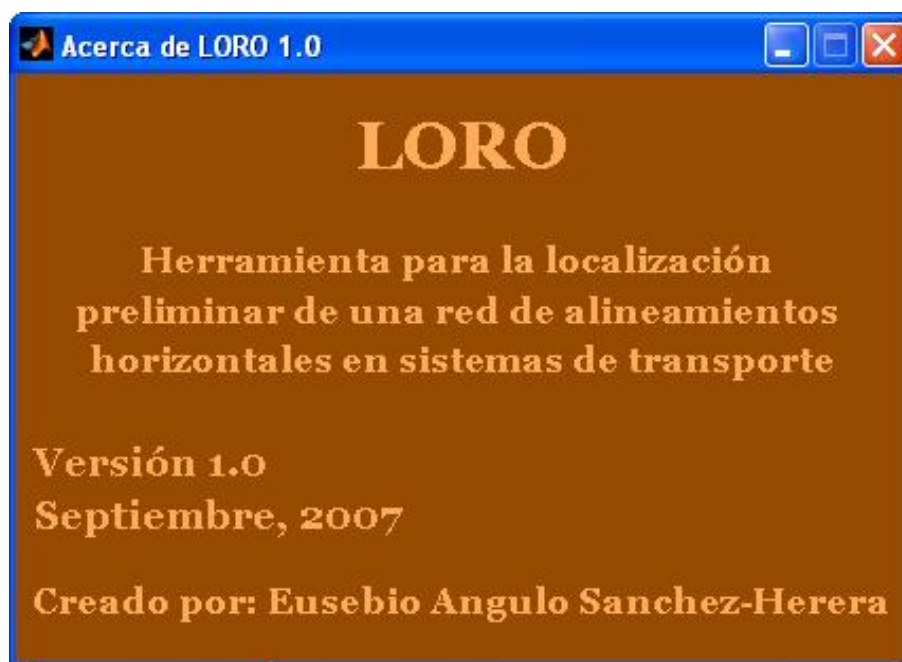 Acerca de LORO 1.0
LORO
Herramienta para la localización
preliminar de una red de alineamientos
horizontales en sistemas de transporte
Versión 1.0
Septiembre, 2007
Creado por: Eusebio Angulo Sanchez-Herera